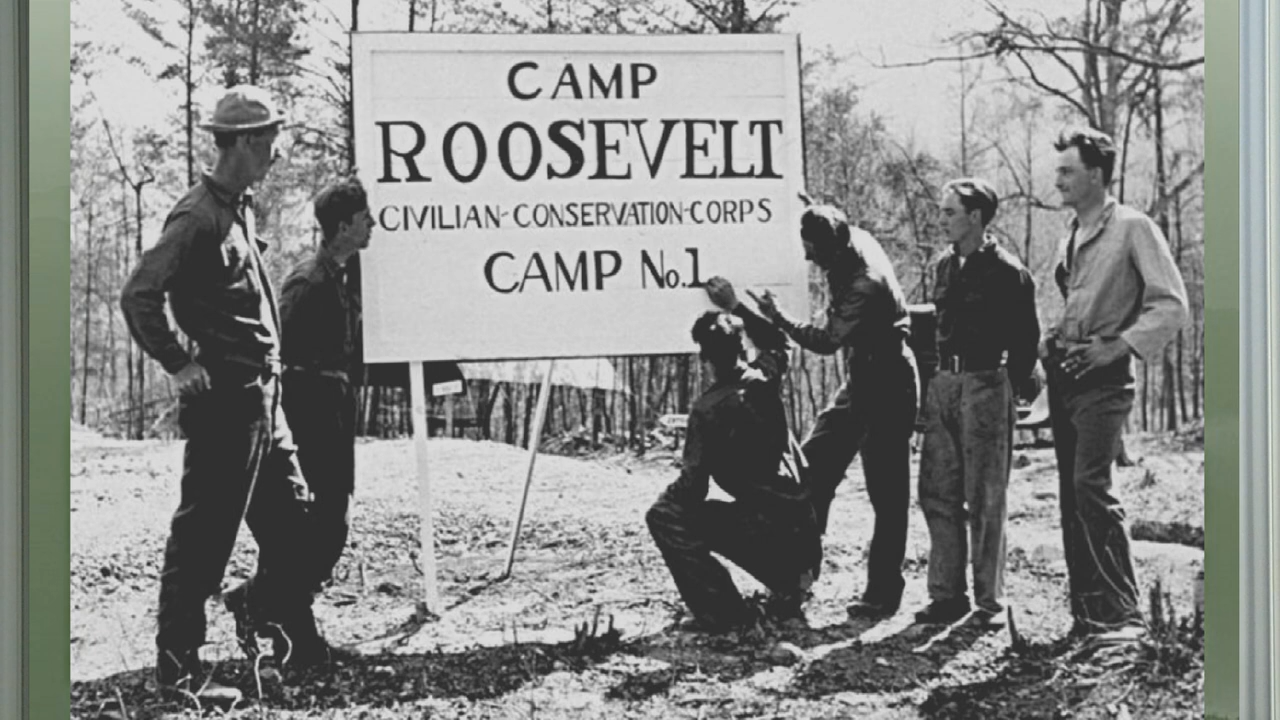 CAMP
ROOSEVELT
CIVILIAN-CONSERVATION-CORPS
CAMP No.1